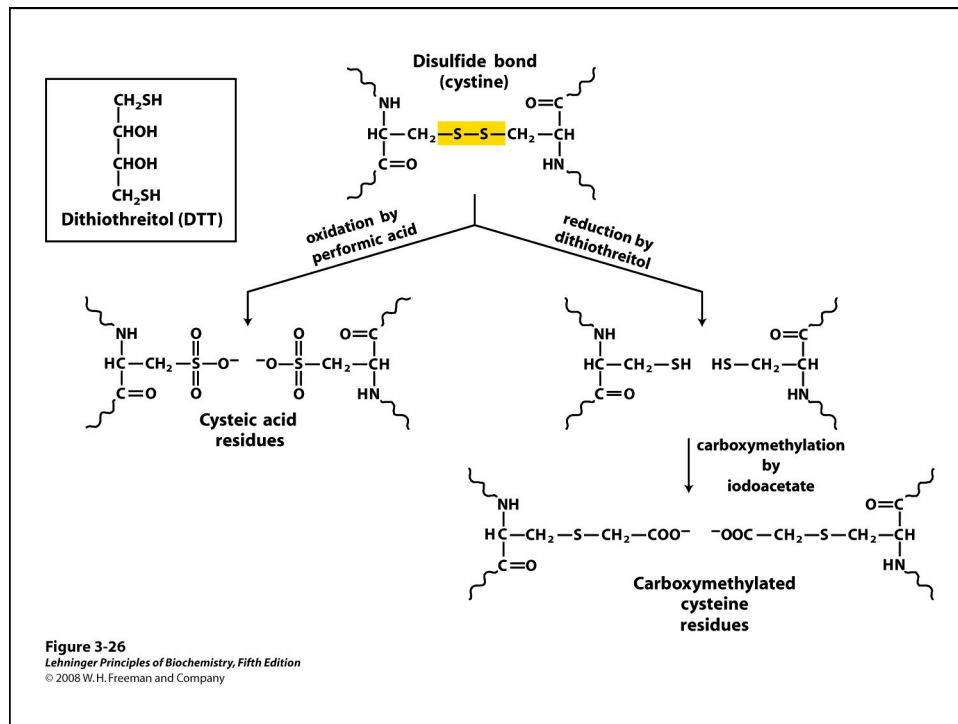 Disulfide bond
(cystine)
CH₂SH
CHOH
CHOH
CH₂SH
Dithiothreitol (DTT)
NH
HC—CH₂—S—S—CH₂—CH
C=O
O=C
HN
oxidation by
performic acid
reduction by
dithiothreitol
NH
O
O
O=C
HC—CH₂—S—O⁻
⁻O—S—CH₂—CH
C=O
O
O
HN
Cysteic acid
residues
NH
O=C
HC—CH₂—SH
HS—CH₂—CH
C=O
HN
carboxymethylation
by
iodoacetate
NH
O=C
HC—CH₂—S—CH₂—COO⁻
⁻OOC—CH₂—S—CH₂—CH
C=O
HN
Carboxymethylated
cysteine
residues
Figure 3-26
Lehninger Principles of Biochemistry, Fifth Edition
© 2008 W. H. Freeman and Company